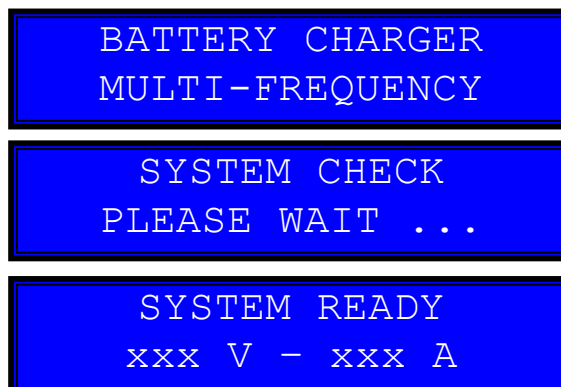 BATTERY CHARGER
MULTI-FREQUENCY
SYSTEM CHECK
PLEASE WAIT ...
SYSTEM READY
xxx V – xxx A